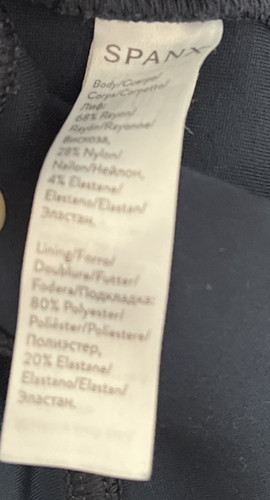 SPANX
Body/Cuerpo/
Corps/Corpetto/
Лиф:
68% Rayon/
Rayón/Rayonne/
Вискоза,
28% Nylon/
Nailon/Нейлон,
4% Elastane/
Elastano/Elastan/
Эластан.
Lining/Forro/
Doublure/Futter/
Fodera/Подкладка:
80% Polyester/
Poliéster/Poliestere/
Полиэстер,
20% Elastane/
Elastano/Elastan/
Эластан.